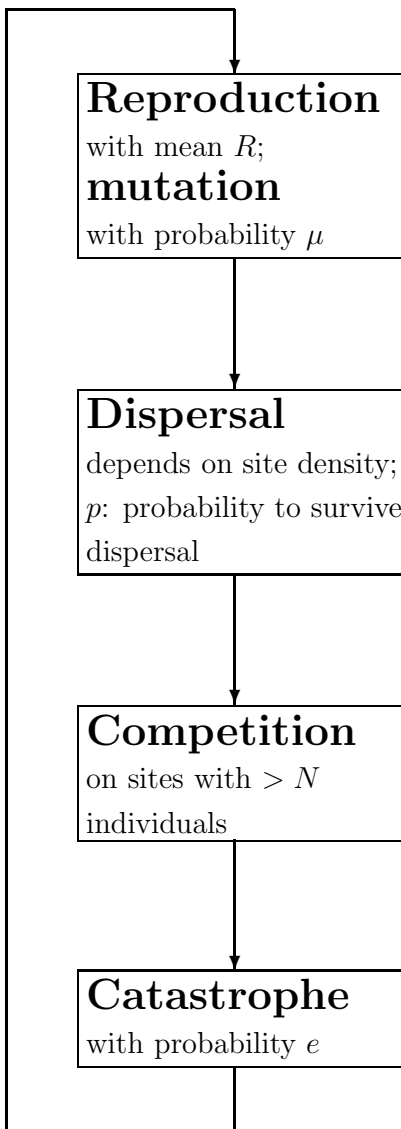 Reproduction
with mean R;
mutation
with probability μ
Dispersal
depends on site density;
p: probability to survive
dispersal
Competition
on sites with > N
individuals
Catastrophe
with probability e